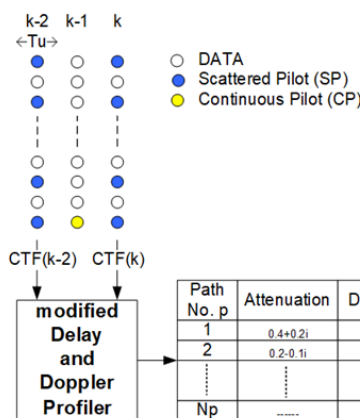 k-2 k-1 k
←Tu→
DATA
Scattered Pilot (SP)
Continuous Pilot (CP)
CTF(k-2) CTF(k)
modified
Delay
and
Doppler
Profiler
Path
No. p Attenuation D
1 0.4+0.2i
2 0.2-0.1i
Np ......